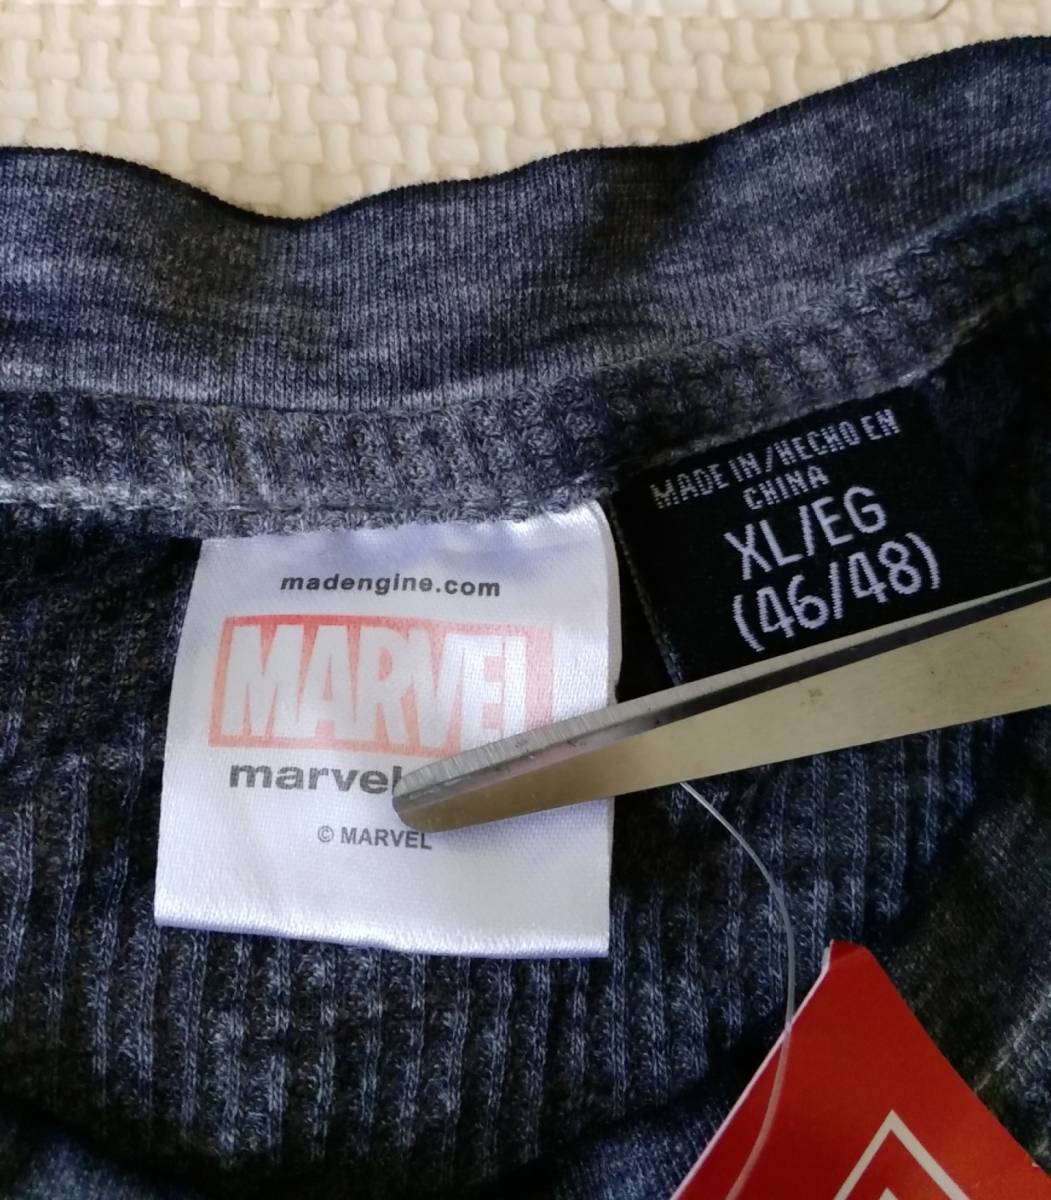 madengine.com
MARVEL
marvel
© MARVEL
MADE IN/HECHO EN
CHINA
XL/EG
(46/48)